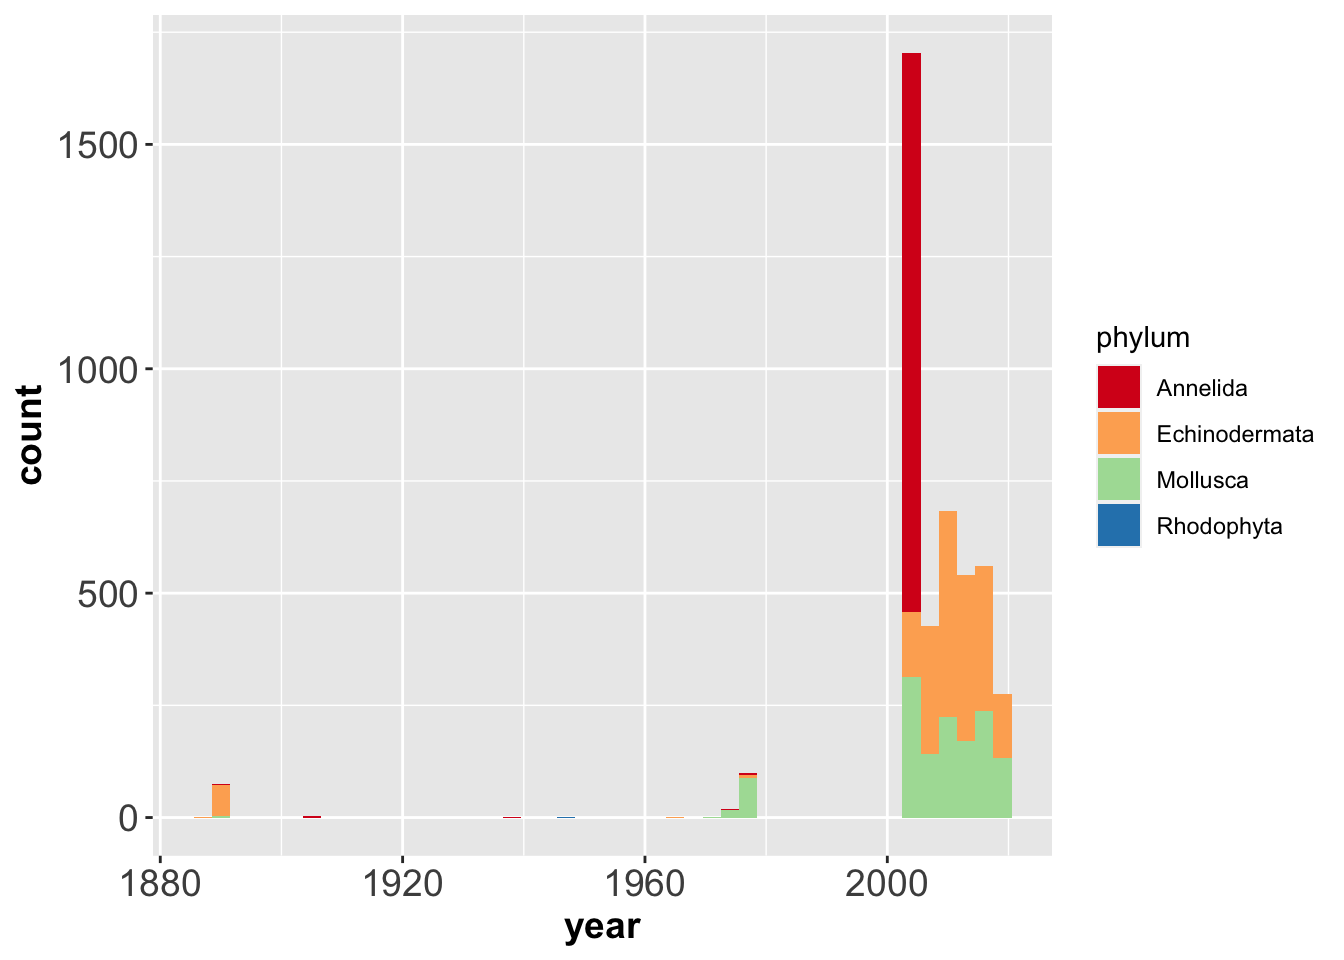 1500
1000
500
0
count
1880 1920 1960 2000
year
phylum
Annelida
Echinodermata
Mollusca
Rhodophyta